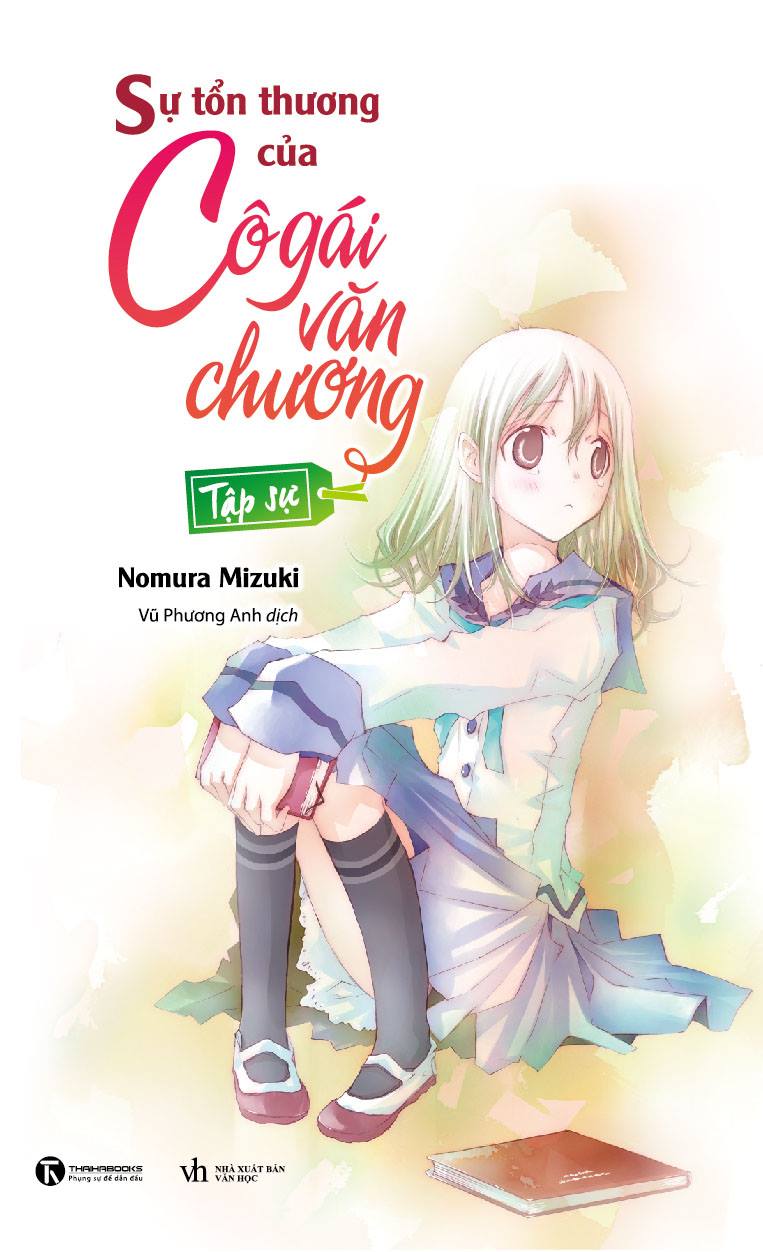 Sự tổn thương
của
Cô gái
văn
chương
Tập sự
Nomura Mizuki
Vũ Phương Anh dịch
THAIHABOOKS
Phụng sự để dẫn đầu
vh
NHÀ XUẤT BẢN
VĂN HỌC